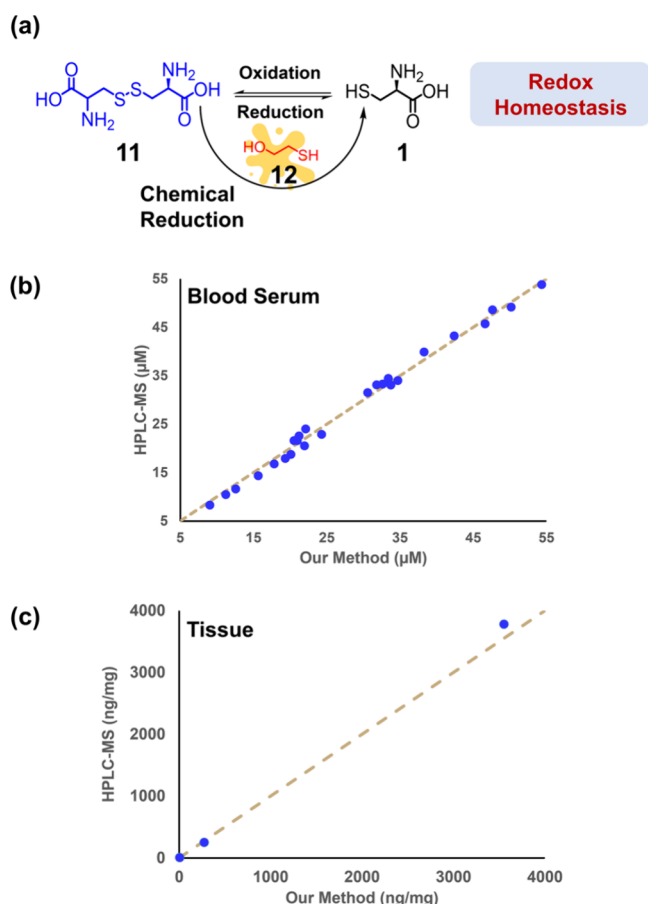 (a)
O
HO
NH₂
S
S
NH₂
OH
O
11
Oxidation
Reduction
HO
SH
12
Chemical
Reduction
HS
NH₂
OH
O
1
Redox
Homeostasis
(b)
Blood Serum
HPLC-MS (µM)
55
45
35
25
15
5
5 15 25 35 45 55
Our Method (µM)
(c)
Tissue
HPLC-MS (ng/mg)
4000
3000
2000
1000
0
0 1000 2000 3000 4000
Our Method (ng/mg)